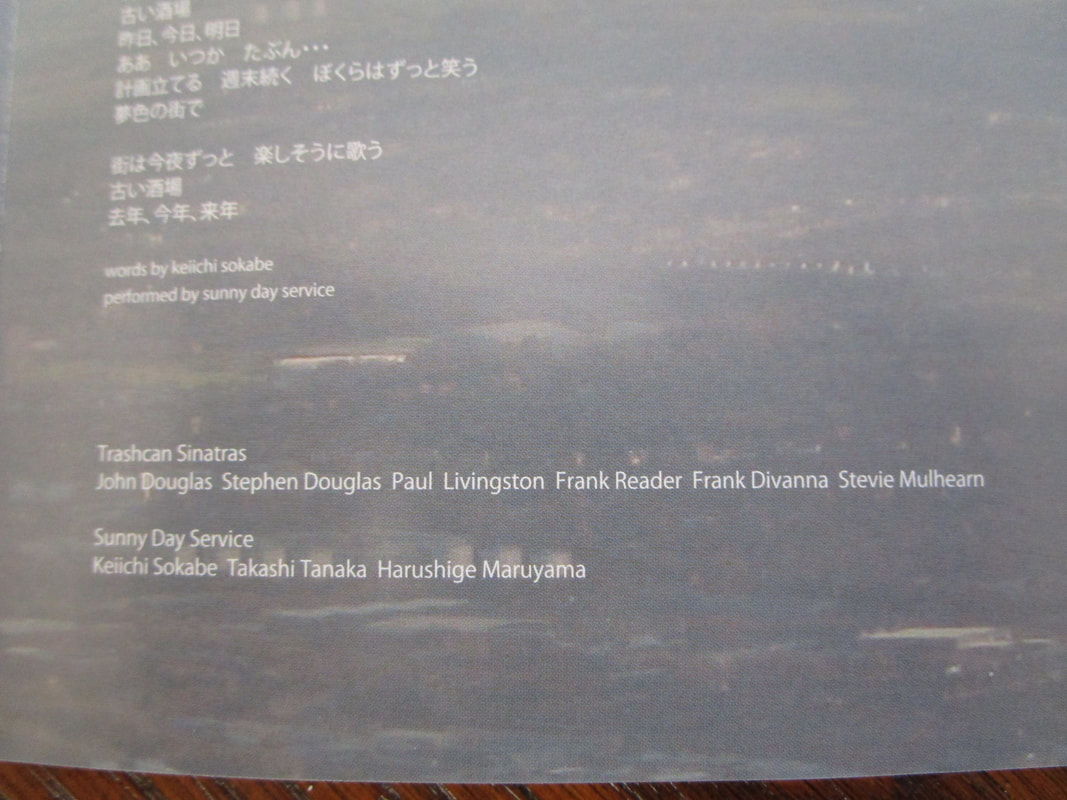 古い酒場
昨日、今日、明日
ああ　いつか　たぶん・・・
計画立てる　週末続く　ぼくらはずっと笑う
夢色の街で
街は今夜ずっと　楽しそうに歌う
古い酒場
去年、今年、来年
words by keiichi sokabe
performed by sunny day service
Trashcan Sinatras
John Douglas Stephen Douglas Paul Livingston Frank Reader Frank Divanna Stevie Mulhearn
Sunny Day Service
Keiichi Sokabe Takashi Tanaka Harushige Maruyama